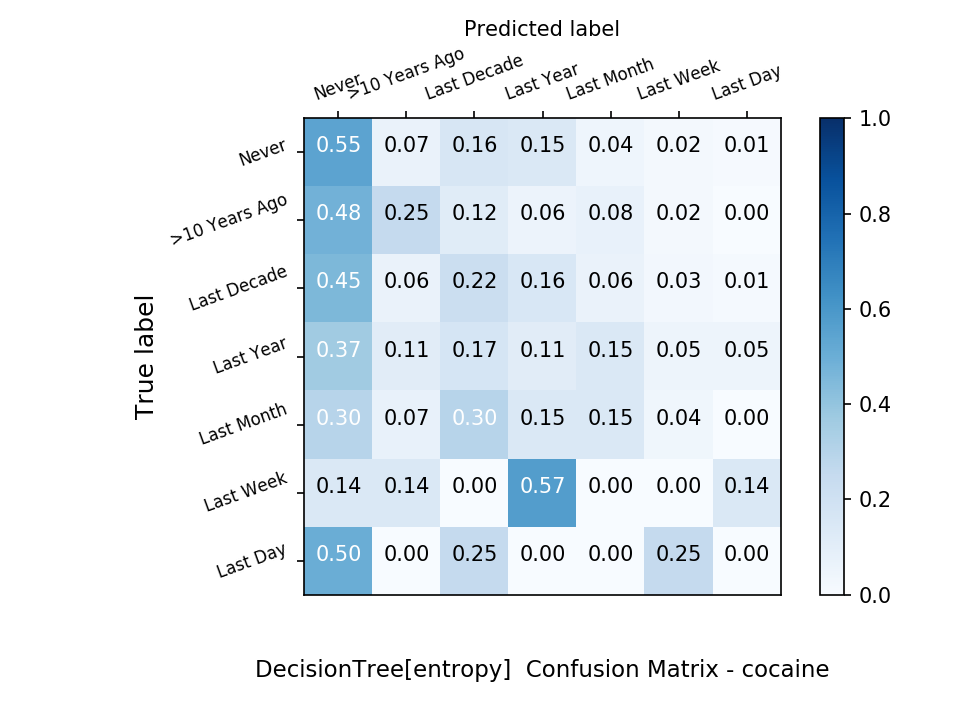 Predicted label
Never >10 Years Ago Last Decade Last Year Last Month Last Week Last Day
Never 0.55 0.07 0.16 0.15 0.04 0.02 0.01
>10 Years Ago 0.48 0.25 0.12 0.06 0.08 0.02 0.00
Last Decade 0.45 0.06 0.22 0.16 0.06 0.03 0.01
Last Year 0.37 0.11 0.17 0.11 0.15 0.05 0.05
Last Month 0.30 0.07 0.30 0.15 0.15 0.04 0.00
Last Week 0.14 0.14 0.00 0.57 0.00 0.00 0.14
Last Day 0.50 0.00 0.25 0.00 0.00 0.25 0.00
True label
1.0
0.8
0.6
0.4
0.2
0.0
DecisionTree[entropy]  Confusion Matrix - cocaine